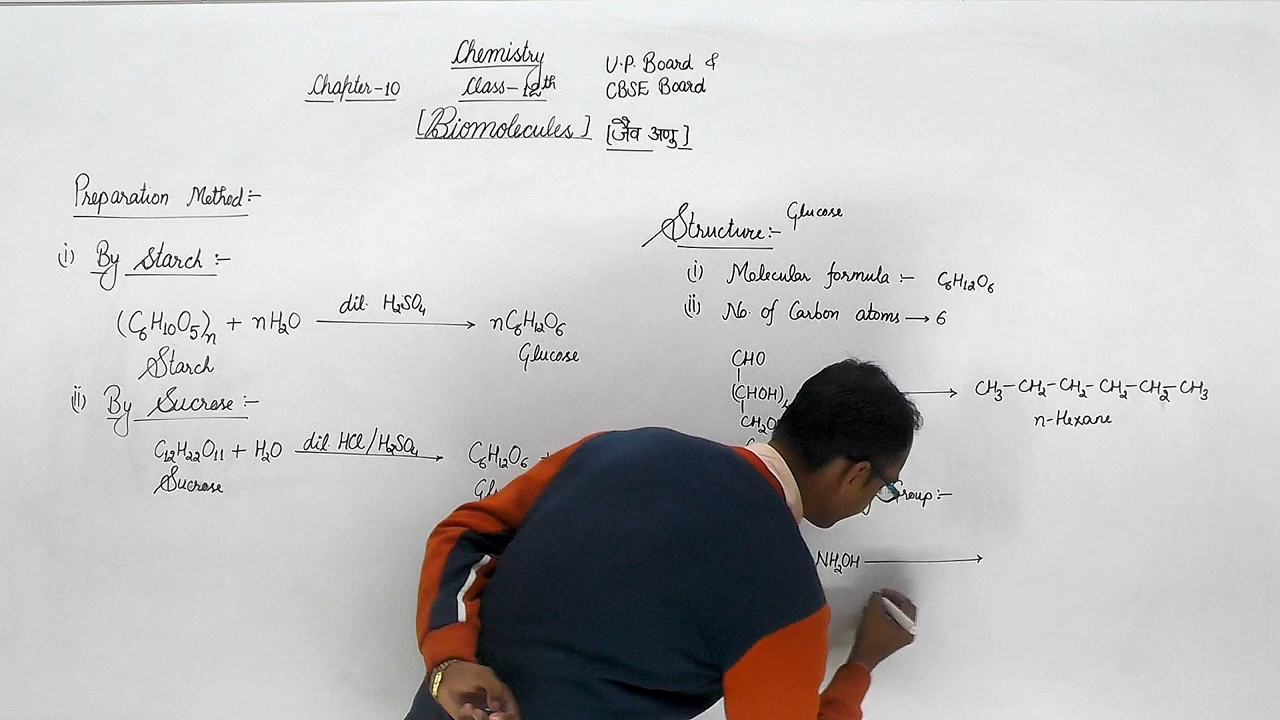 Chemistry
Chapter-10 Class-12th U.P. Board &
CBSE Board
[Biomolecules] [जैव अणु]
Preparation Method:-
i) By Starch:-
(C6H10O5)n + nH2O dil. H2SO4 → nC6H12O6
Starch Glucose
ii) By Sucrose:-
C12H22O11 + H2O dil HCl/H2SO4 → C6H12O6 +
Sucrose
Structure:- Glucose
(i) Molecular formula:- C6H12O6
(ii) No. of Carbon atoms → 6
CHO
(CHOH)
→ CH3-CH2-CH2-CH2-CH2-CH3
n-Hexane
Group:-
NH2OH →